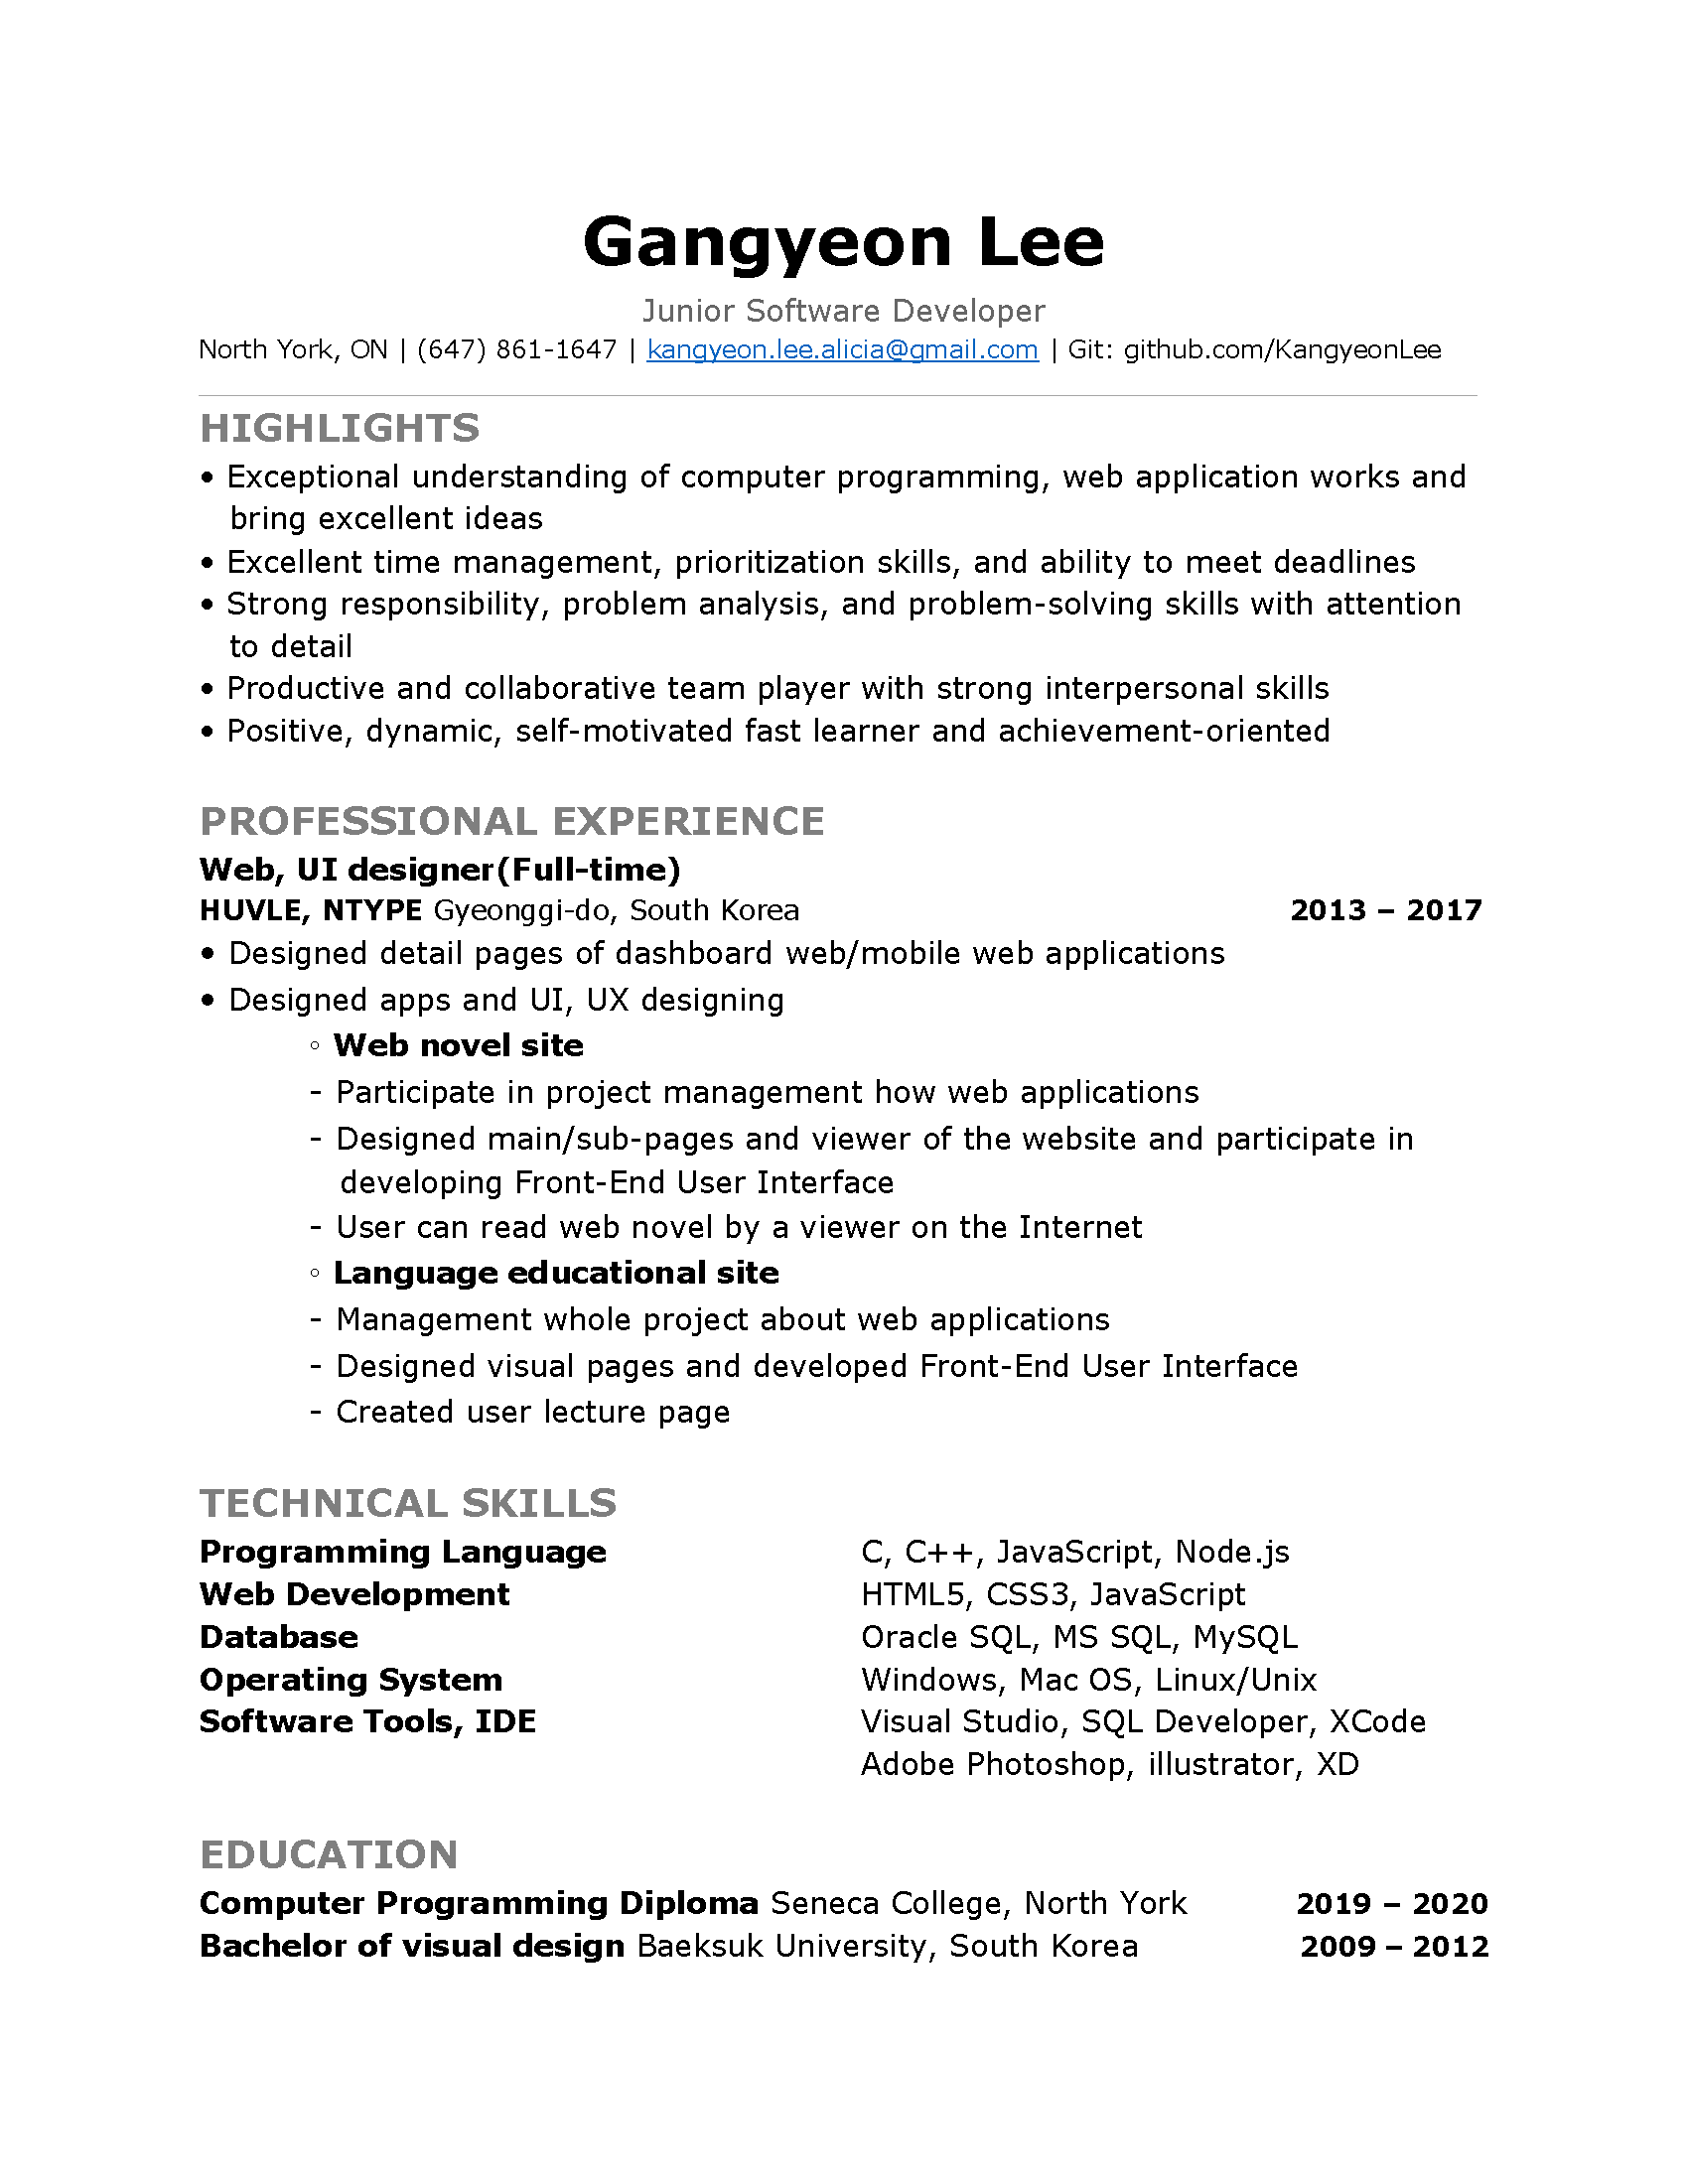 Gangyeon Lee
Junior Software Developer
North York, ON | (647) 861-1647 | kangyeon.lee.alicia@gmail.com | Git: github.com/KangyeonLee
HIGHLIGHTS
• Exceptional understanding of computer programming, web application works and
bring excellent ideas
• Excellent time management, prioritization skills, and ability to meet deadlines
• Strong responsibility, problem analysis, and problem-solving skills with attention
to detail
• Productive and collaborative team player with strong interpersonal skills
• Positive, dynamic, self-motivated fast learner and achievement-oriented
PROFESSIONAL EXPERIENCE
Web, UI designer(Full-time)
HUVLE, NTYPE Gyeonggi-do, South Korea 2013 – 2017
• Designed detail pages of dashboard web/mobile web applications
• Designed apps and UI, UX designing
◦ Web novel site
- Participate in project management how web applications
- Designed main/sub-pages and viewer of the website and participate in
developing Front-End User Interface
- User can read web novel by a viewer on the Internet
◦ Language educational site
- Management whole project about web applications
- Designed visual pages and developed Front-End User Interface
- Created user lecture page
TECHNICAL SKILLS
Programming Language C, C++, JavaScript, Node.js
Web Development HTML5, CSS3, JavaScript
Database Oracle SQL, MS SQL, MySQL
Operating System Windows, Mac OS, Linux/Unix
Software Tools, IDE Visual Studio, SQL Developer, XCode
Adobe Photoshop, illustrator, XD
EDUCATION
Computer Programming Diploma Seneca College, North York 2019 – 2020
Bachelor of visual design Baeksuk University, South Korea 2009 – 2012